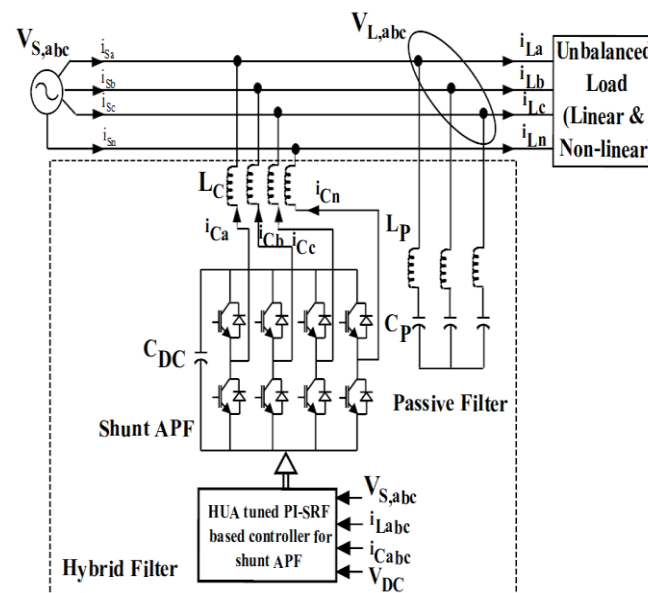 V_S,abc
i_Sa
i_Sb
i_Sc
i_Sn
V_L,abc
i_La
i_Lb
i_Lc
i_Ln
Unbalanced
Load
(Linear &
Non-linear)
L_C
i_Ca
i_Cb
i_Cc
i_Cn
L_P
C_P
C_DC
Shunt APF
Passive Filter
HUA tuned PI-SRF
based controller for
shunt APF
V_S,abc
i_Labc
i_Cabc
V_DC
Hybrid Filter